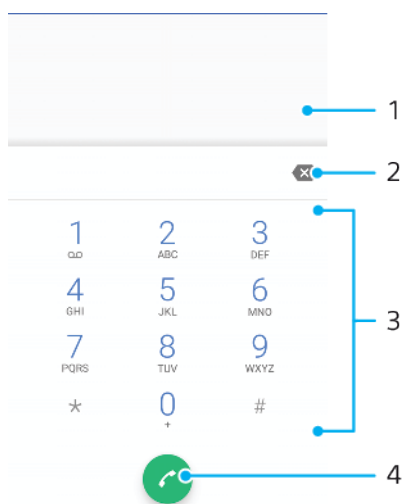 1
2
1 2 3
ABC DEF
4 5 6
GHI JKL MNO
3
7 8 9
PQRS TUV WXYZ
* 0 #
+
4